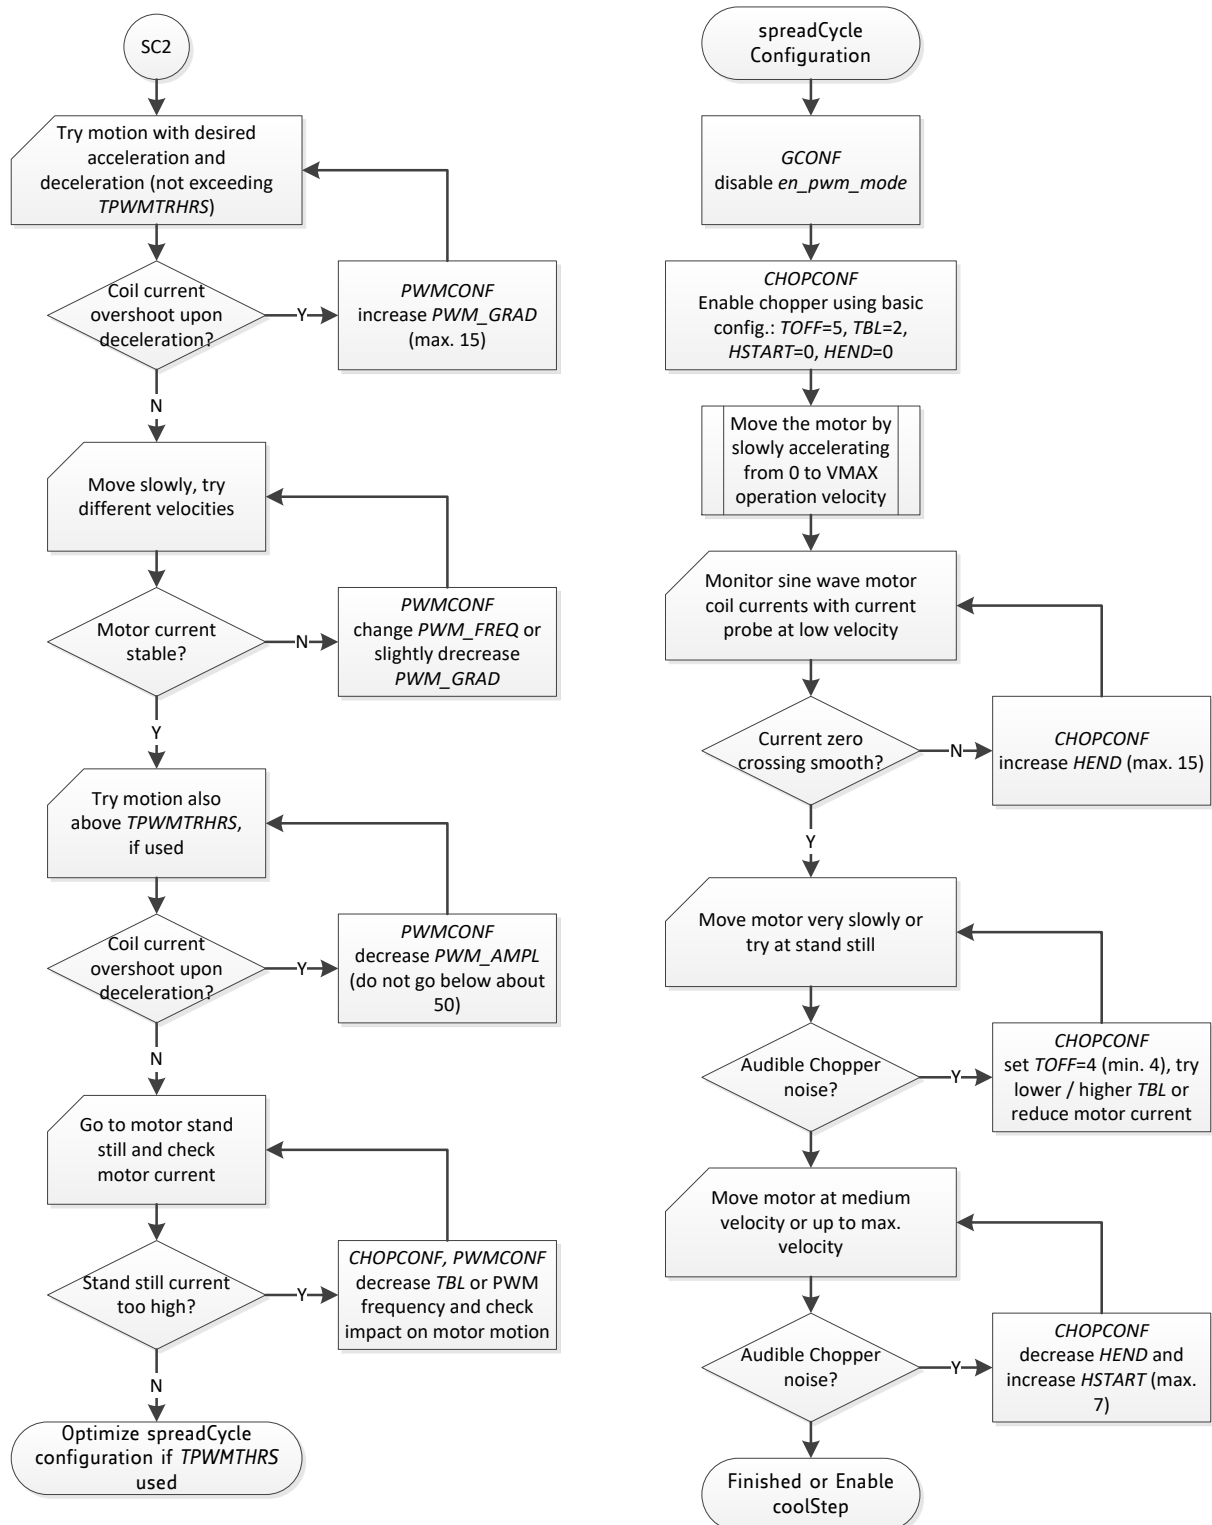 SC2
Try motion with desired
acceleration and
deceleration (not exceeding
TPWMTRHRS)
Coil current
overshoot upon
deceleration?
Y
PWMCONF
increase PWM_GRAD
(max. 15)
N
Move slowly, try
different velocities
Motor current
stable?
N
PWMCONF
change PWM_FREQ or
slightly drecrease
PWM_GRAD
Y
Try motion also
above TPWMTRHRS,
if used
Coil current
overshoot upon
deceleration?
Y
PWMCONF
decrease PWM_AMPL
(do not go below about
50)
N
Go to motor stand
still and check
motor current
Stand still current
too high?
Y
CHOPCONF, PWMCONF
decrease TBL or PWM
frequency and check
impact on motor motion
N
Optimize spreadCycle
configuration if TPWMTHRS
used
spreadCycle
Configuration
GCONF
disable en_pwm_mode
CHOPCONF
Enable chopper using basic
config.: TOFF=5, TBL=2,
HSTART=0, HEND=0
Move the motor by
slowly accelerating
from 0 to VMAX
operation velocity
Monitor sine wave motor
coil currents with current
probe at low velocity
Current zero
crossing smooth?
N
CHOPCONF
increase HEND (max. 15)
Y
Move motor very slowly or
try at stand still
Audible Chopper
noise?
Y
CHOPCONF
set TOFF=4 (min. 4), try
lower / higher TBL or
reduce motor current
Move motor at medium
velocity or up to max.
velocity
Audible Chopper
noise?
Y
CHOPCONF
decrease HEND and
increase HSTART (max.
7)
Finished or Enable
coolStep